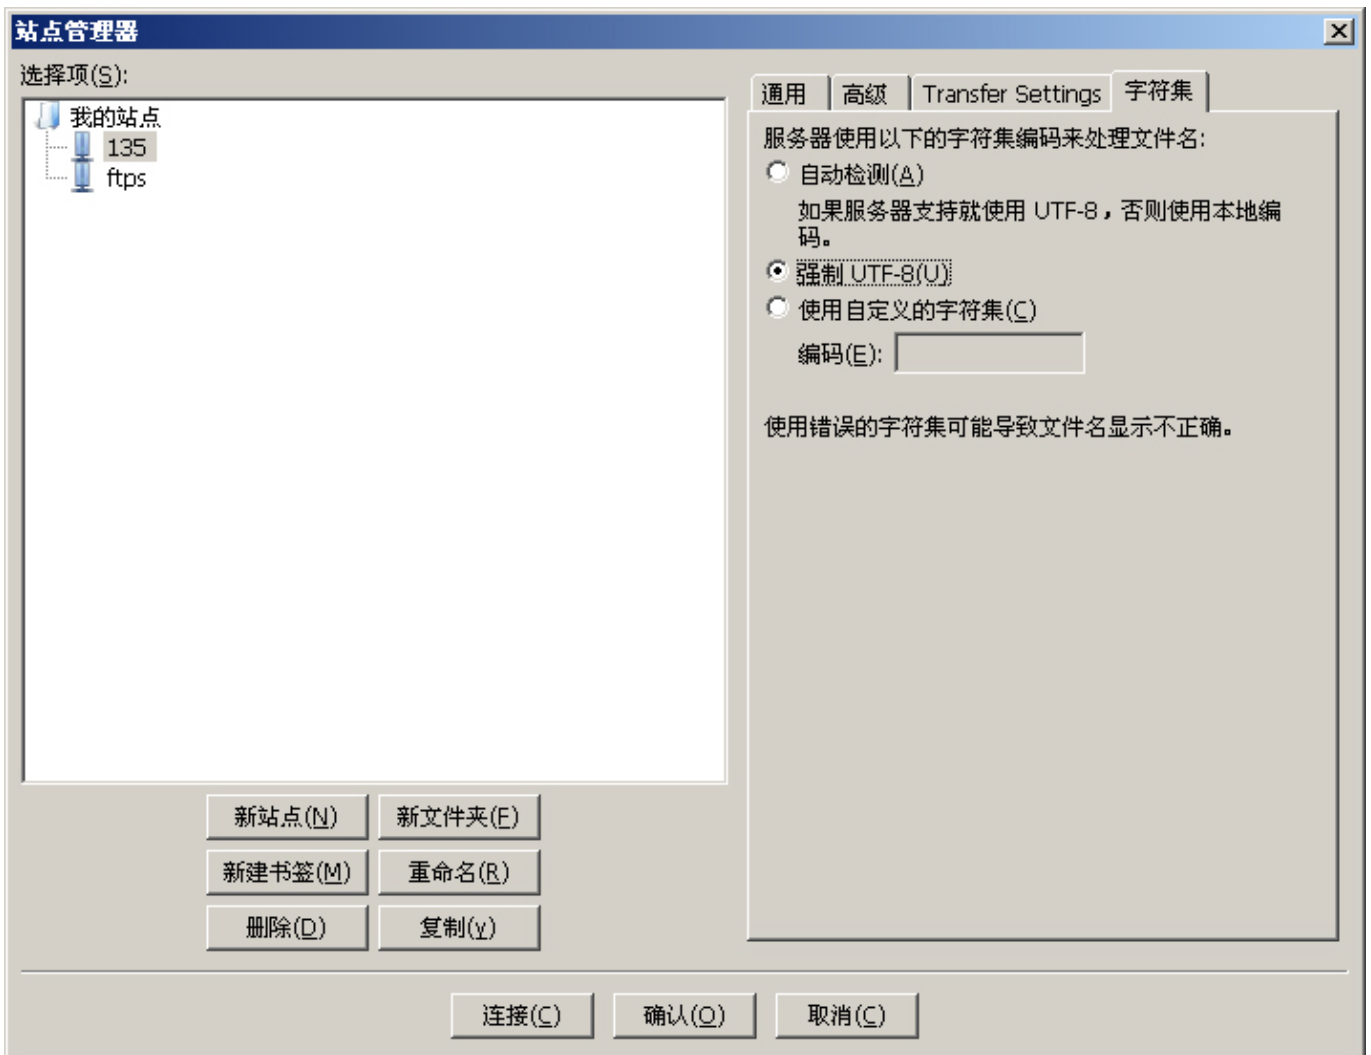 站点管理器
选择项(S):
我的站点
135
ftps
新站点(N)
新文件夹(F)
新建书签(M)
重命名(R)
删除(D)
复制(y)
通用
高级
Transfer Settings
字符集
服务器使用以下的字符集编码来处理文件名:
自动检测(A)
如果服务器支持就使用 UTF-8，否则使用本地编
码。
强制 UTF-8(U)
使用自定义的字符集(C)
编码(E):
使用错误的字符集可能导致文件名显示不正确。
连接(C)
确认(O)
取消(C)